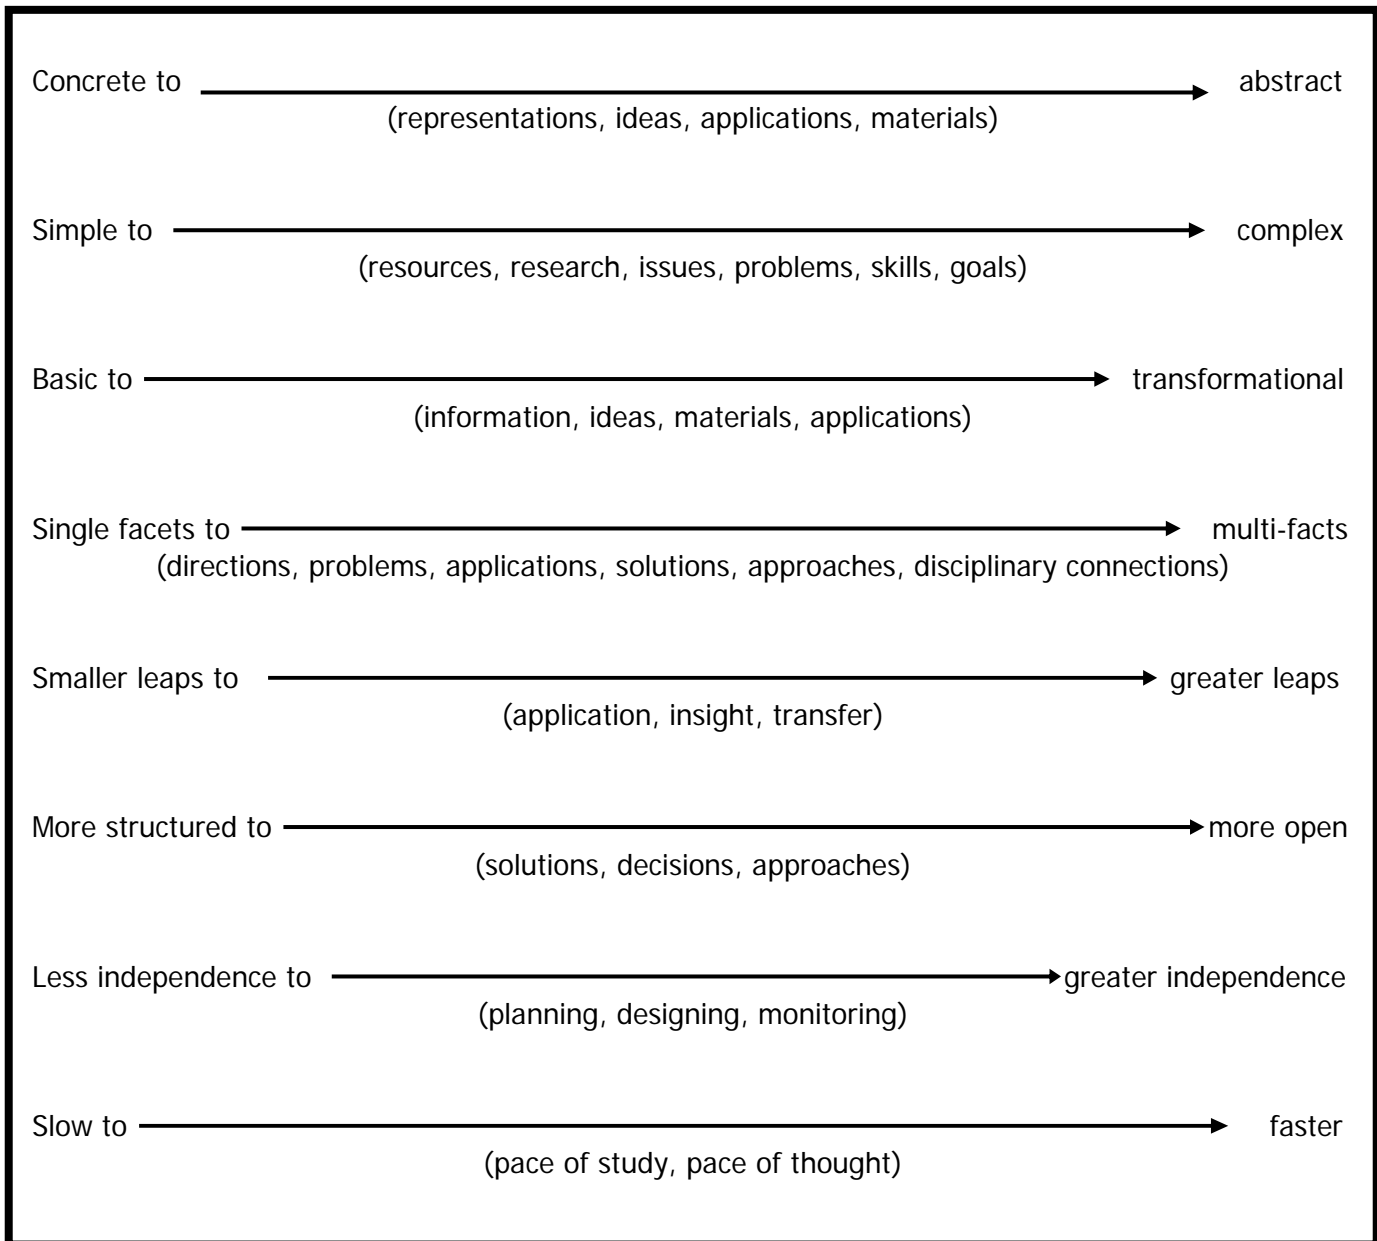 Concrete to abstract
(representations, ideas, applications, materials)
Simple to complex
(resources, research, issues, problems, skills, goals)
Basic to transformational
(information, ideas, materials, applications)
Single facets to multi-facts
(directions, problems, applications, solutions, approaches, disciplinary connections)
Smaller leaps to greater leaps
(application, insight, transfer)
More structured to more open
(solutions, decisions, approaches)
Less independence to greater independence
(planning, designing, monitoring)
Slow to faster
(pace of study, pace of thought)